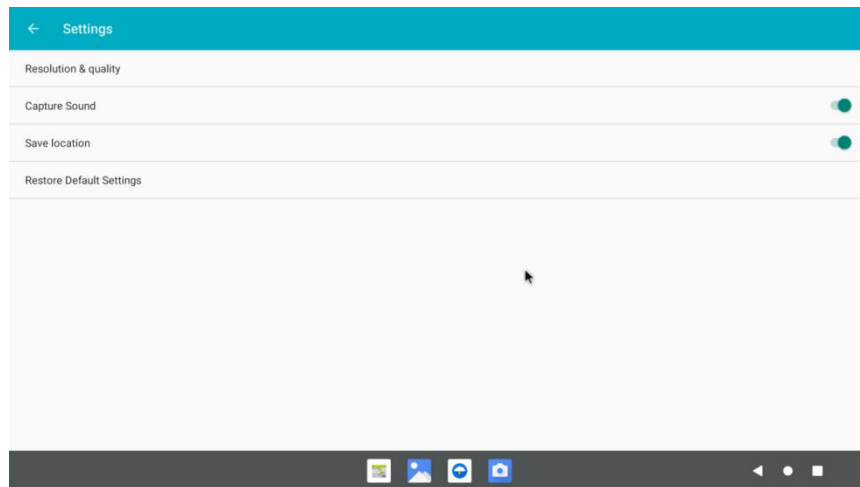 Settings
Resolution & quality
Capture Sound
Save location
Restore Default Settings